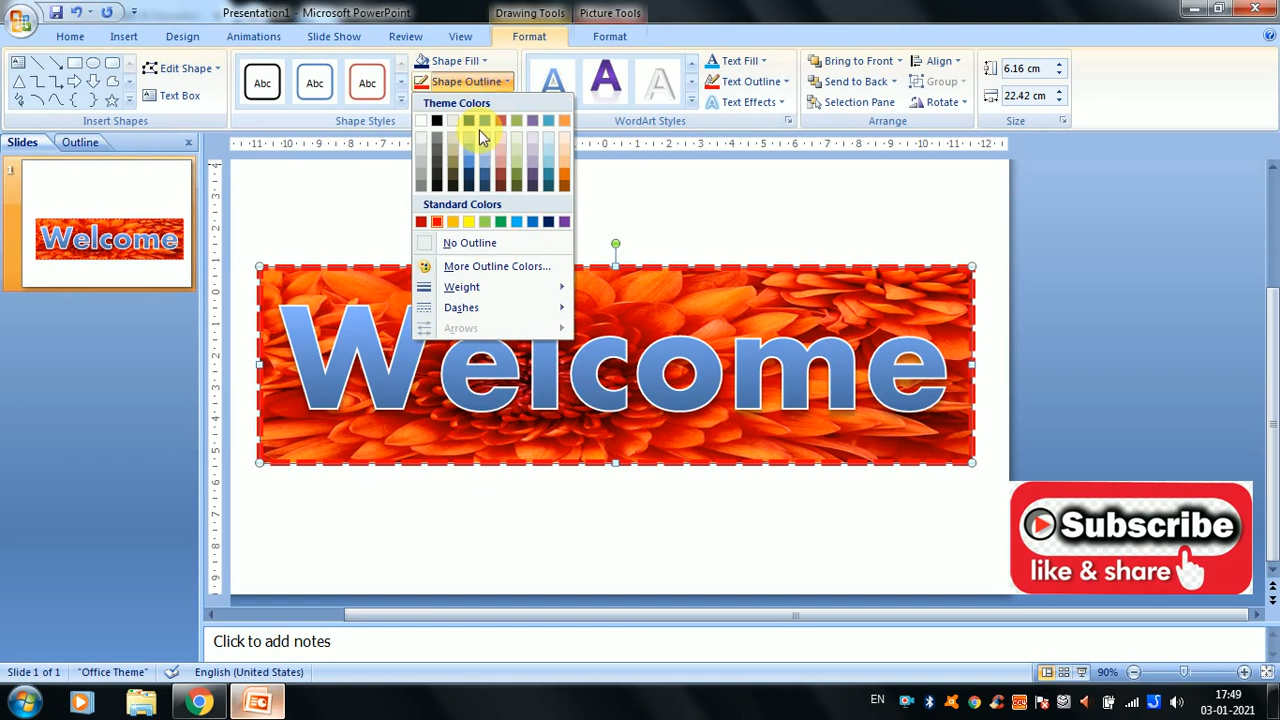 Presentation1 - Microsoft PowerPoint
Drawing Tools
Picture Tools
Home
Insert
Design
Animations
Slide Show
Review
View
Format
Format
Edit Shape
Text Box
Insert Shapes
Abc
Abc
Abc
Shape Fill
Shape Outline
Shape Styles
A
A
A
Text Fill
Text Outline
Text Effects
WordArt Styles
Bring to Front
Send to Back
Selection Pane
Align
Group
Rotate
Arrange
6.16 cm
22.42 cm
Size
Slides
Outline
1
Welcome
Theme Colors
Standard Colors
No Outline
More Outline Colors...
Weight
Dashes
Arrows
Welcome
Subscribe
like & share
Click to add notes
Slide 1 of 1
"Office Theme"
English (United States)
90%
EN
17:49
03-01-2021